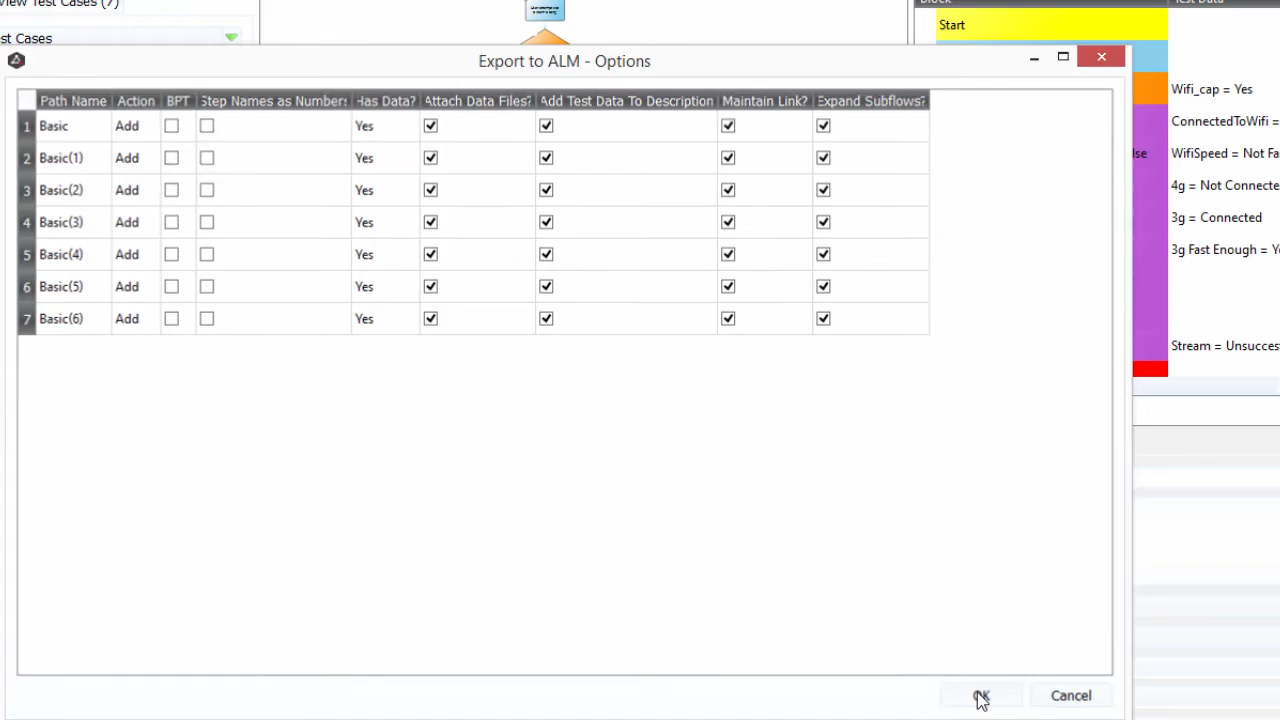 View Test Cases (7)
Block
Test Data
st Cases
Start
Export to ALM - Options
Path Name Action BPT Step Names as Numbers Has Data? Attach Data Files? Add Test Data To Description Maintain Link? Expand Subflows?
1 Basic Add Yes
2 Basic(1) Add Yes
3 Basic(2) Add Yes
4 Basic(3) Add Yes
5 Basic(4) Add Yes
6 Basic(5) Add Yes
7 Basic(6) Add Yes
Wifi_cap = Yes
ConnectedToWifi =
lse WifiSpeed = Not Fa
4g = Not Connecte
3g = Connected
3g Fast Enough = Ye
Stream = Unsucces
OK Cancel